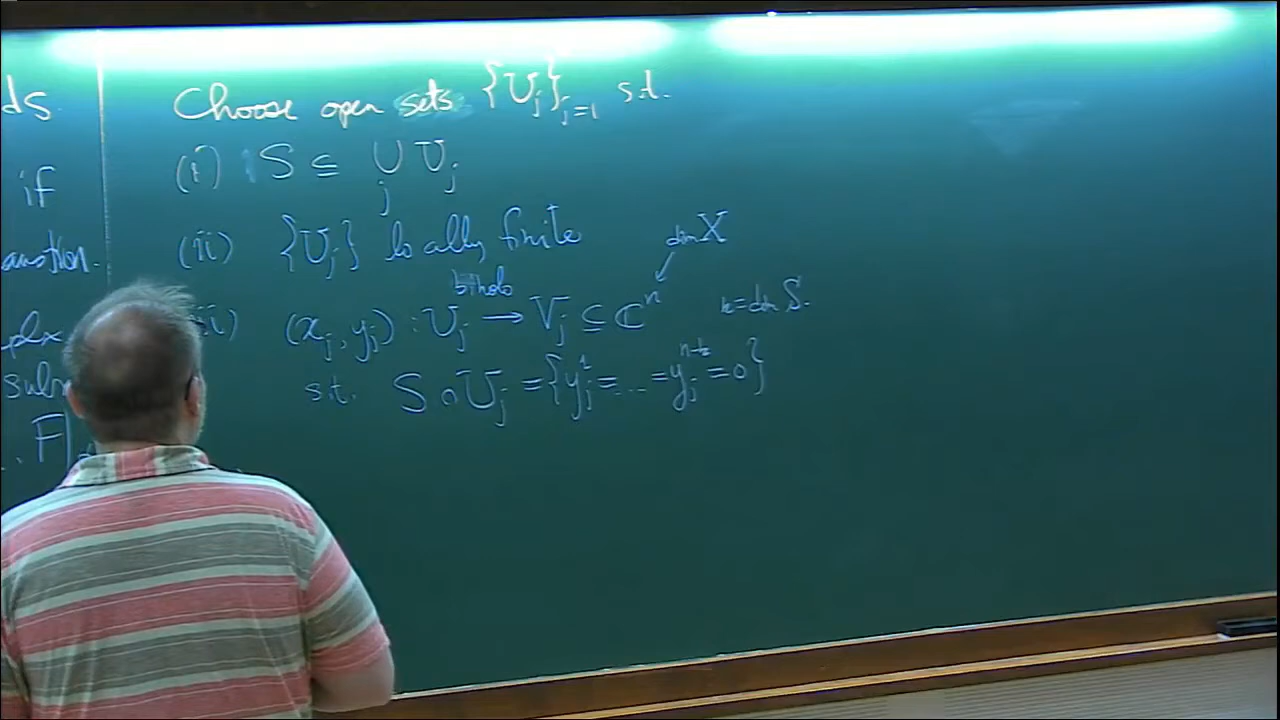 ds.
if
Choose open sets {U_j}_{j=1} s.t.
(i) S ⊆ ∪_j U_j
(ii) {U_j} locally finite
dim X
biholo
(x_j, y_j) : U_j → V_j ⊆ ℂ^n
k = dim S.
s.t. S ∩ U_j = {y_j^1 = ... = y_j^{n-k} = 0}